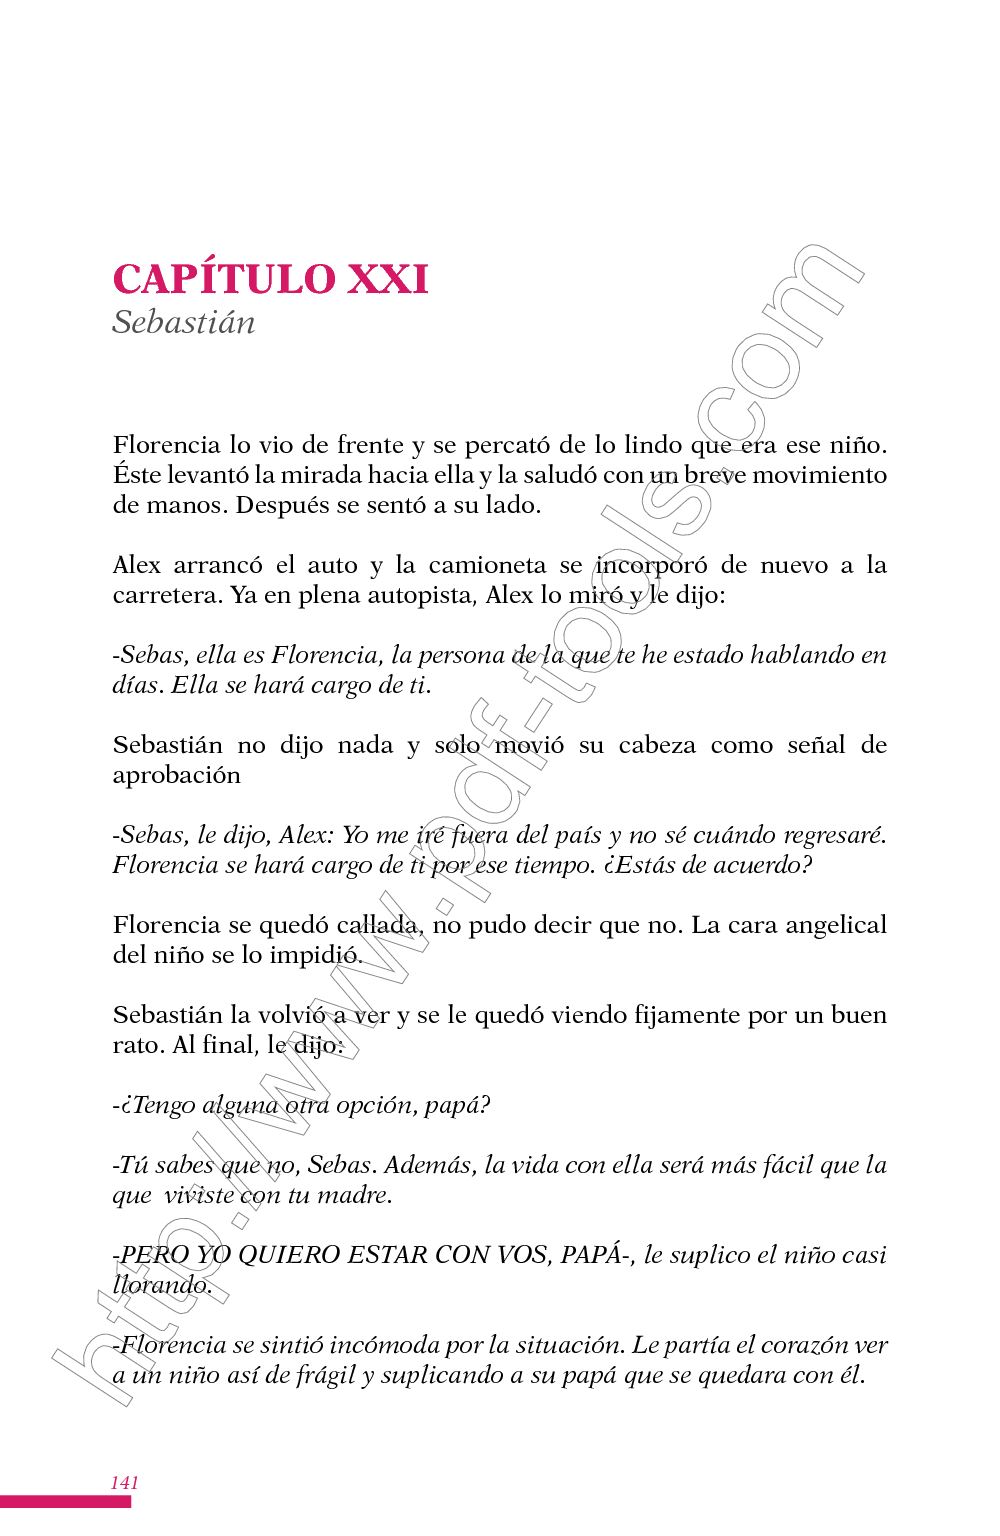 CAPÍTULO XXI
Sebastián
Florencia lo vio de frente y se percató de lo lindo que era ese niño.
Éste levantó la mirada hacia ella y la saludó con un breve movimiento
de manos. Después se sentó a su lado.
Alex arrancó el auto y la camioneta se incorporó de nuevo a la
carretera. Ya en plena autopista, Alex lo miró y le dijo:
-Sebas, ella es Florencia, la persona de la que te he estado hablando en
días. Ella se hará cargo de ti.
Sebastián no dijo nada y solo movió su cabeza como señal de
aprobación
-Sebas, le dijo, Alex: Yo me iré fuera del país y no sé cuándo regresaré.
Florencia se hará cargo de ti por ese tiempo. ¿Estás de acuerdo?
Florencia se quedó callada, no pudo decir que no. La cara angelical
del niño se lo impidió.
Sebastián la volvió a ver y se le quedó viendo fijamente por un buen
rato. Al final, le dijo:
-¿Tengo alguna otra opción, papá?
-Tú sabes que no, Sebas. Además, la vida con ella será más fácil que la
que viviste con tu madre.
-PERO YO QUIERO ESTAR CON VOS, PAPÁ-, le suplico el niño casi
llorando.
-Florencia se sintió incómoda por la situación. Le partía el corazón ver
a un niño así de frágil y suplicando a su papá que se quedara con él.
141
http://www.pdf-tools.com